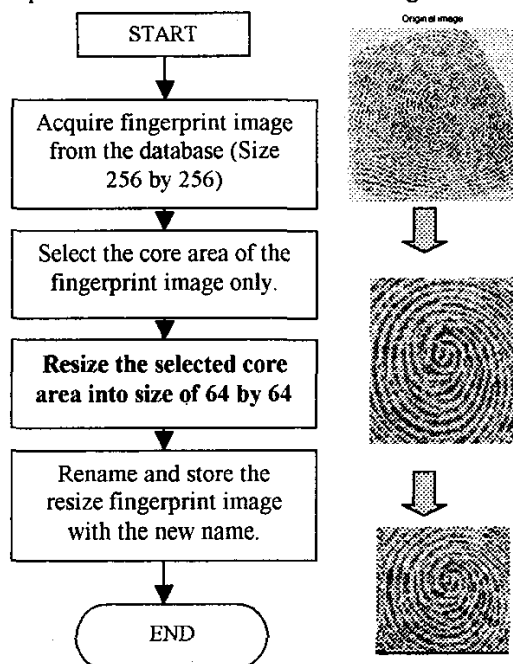 START
Original image
Acquire fingerprint image
from the database (Size
256 by 256)
Select the core area of the
fingerprint image only.
Resize the selected core
area into size of 64 by 64
Rename and store the
resize fingerprint image
with the new name.
END